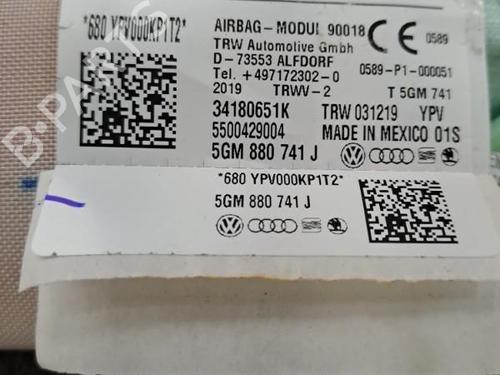 *680 YPV000KP1T2*
AIRBAG-MODUL 90018 CE 0589
TRW Automotive GmbH
D-73553 ALFDORF 0589-P1-000051
Tel. +497172302-0
2019 TRWV-2 T 5GM 741
34180651K TRW 031219 YPV
5500429004 MADE IN MEXICO 01S
5GM 880 741 J
*680 YPV000KP1T2*
5GM 880 741 J